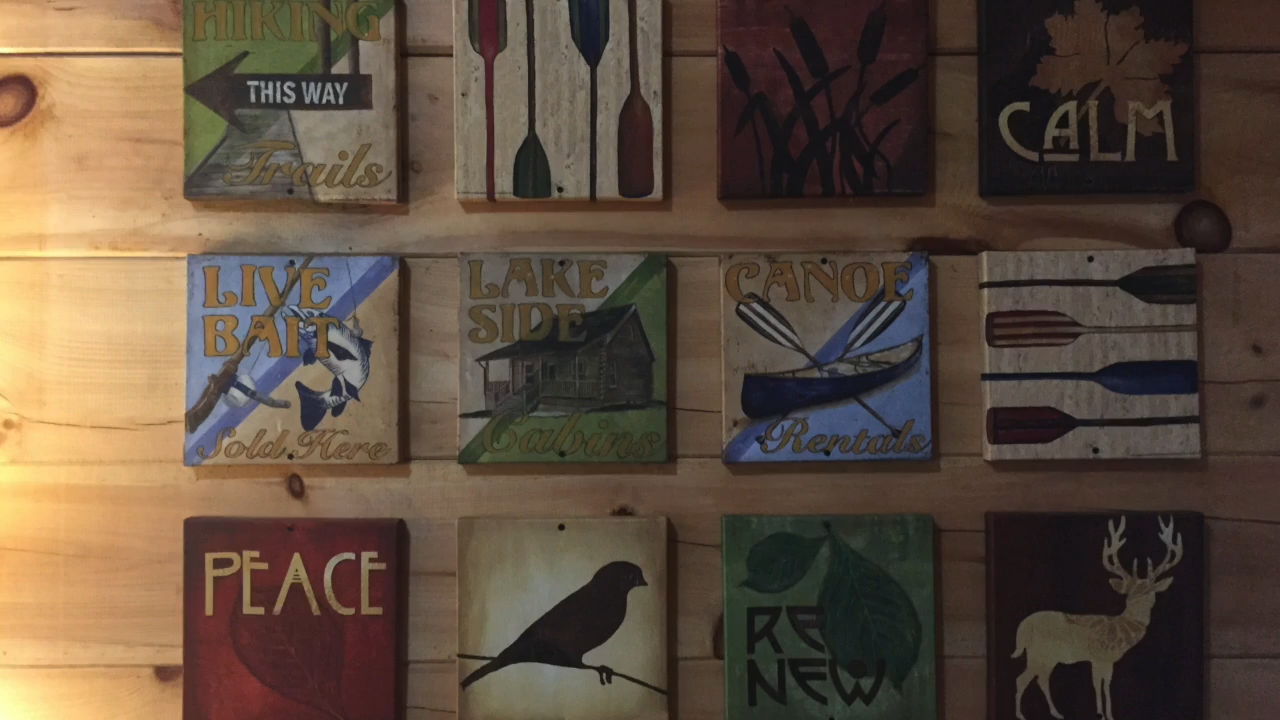 HIKING
THIS WAY
Trails
CALM
LIVE
BAIT
Sold Here
LAKE
SIDE
Cabins
CANOE
Rentals
PEACE
RE
NEW